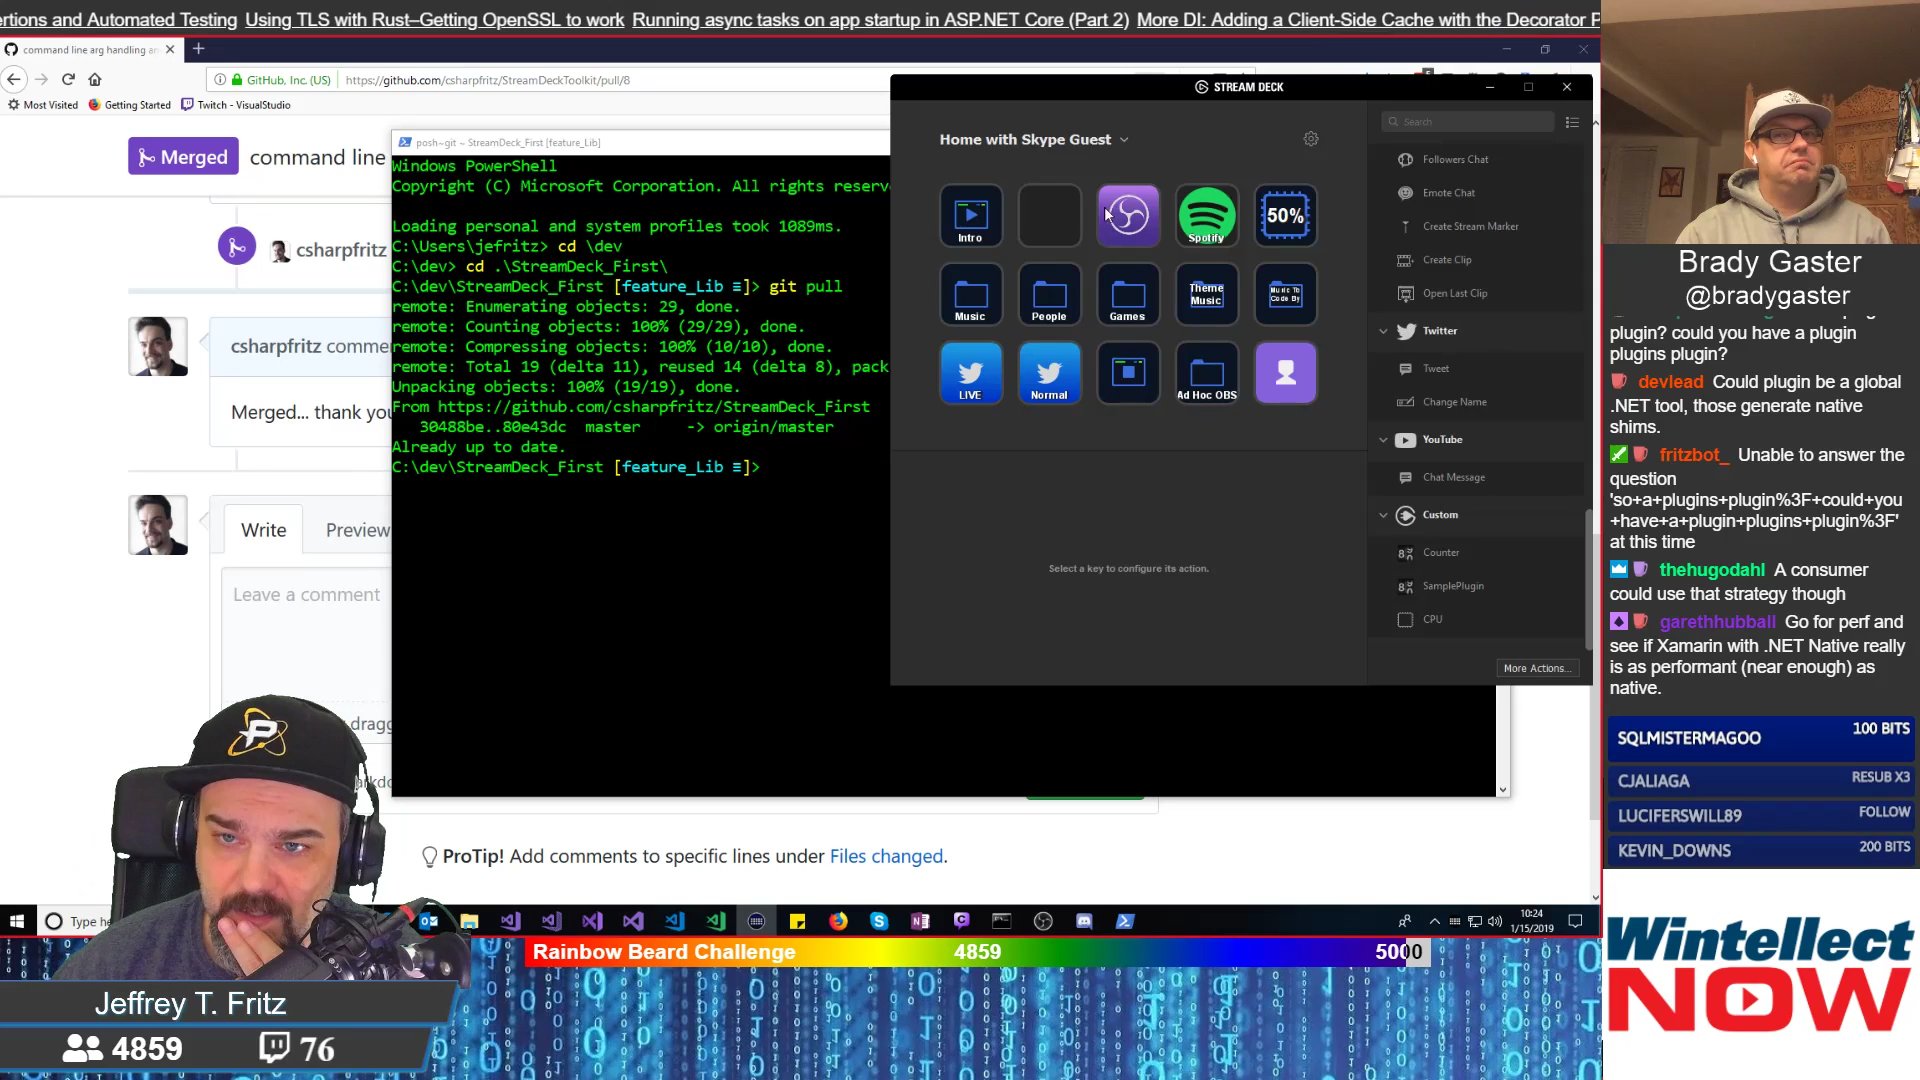 ertions and Automated Testing Using TLS with Rust–Getting OpenSSL to work Running async tasks on app startup in ASP.NET Core (Part 2) More DI: Adding a Client-Side Cache with the Decorator P
command line arg handling an
GitHub, Inc. (US) https://github.com/csharpfritz/StreamDeckToolkit/pull/8
Most Visited Getting Started Twitch - VisualStudio
Merged command line
csharpfritz
csharpfritz comme
Merged... thank you
Write Preview
Leave a comment
dragg
ProTip! Add comments to specific lines under Files changed.
posh~git ~ StreamDeck_First [feature_Lib]
Windows PowerShell
Copyright (C) Microsoft Corporation. All rights reserve
Loading personal and system profiles took 1089ms.
C:\Users\jefritz> cd \dev
C:\dev> cd .\StreamDeck_First\
C:\dev\StreamDeck_First [feature_Lib ≡]> git pull
remote: Enumerating objects: 29, done.
remote: Counting objects: 100% (29/29), done.
remote: Compressing objects: 100% (10/10), done.
remote: Total 19 (delta 11), reused 14 (delta 8), pack
Unpacking objects: 100% (19/19), done.
From https://github.com/csharpfritz/StreamDeck_First
30488be..80e43dc master -> origin/master
Already up to date.
C:\dev\StreamDeck_First [feature_Lib ≡]>
STREAM DECK
Home with Skype Guest
Intro
Spotify
50%
Music
People
Games
Theme Music
Music To Code By
LIVE
Normal
Ad Hoc OBS
Select a key to configure its action.
Search
Followers Chat
Emote Chat
Create Stream Marker
Create Clip
Open Last Clip
Twitter
Tweet
Change Name
YouTube
Chat Message
Custom
Counter
SamplePlugin
CPU
More Actions...
Type he
10:24
1/15/2019
Brady Gaster
@bradygaster
plugin? could you have a plugin
plugins plugin?
devlead Could plugin be a global
.NET tool, those generate native
shims.
fritzbot_ Unable to answer the
question
'so+a+plugins+plugin%3F+could+you
+have+a+plugin+plugins+plugin%3F'
at this time
thehugodahl A consumer
could use that strategy though
garethhubball Go for perf and
see if Xamarin with .NET Native really
is as performant (near enough) as
native.
SQLMISTERMAGOO 100 BITS
CJALIAGA RESUB X3
LUCIFERSWILL89 FOLLOW
KEVIN_DOWNS 200 BITS
Wintellect
NOW
Rainbow Beard Challenge 4859 5000
Jeffrey T. Fritz
4859 76